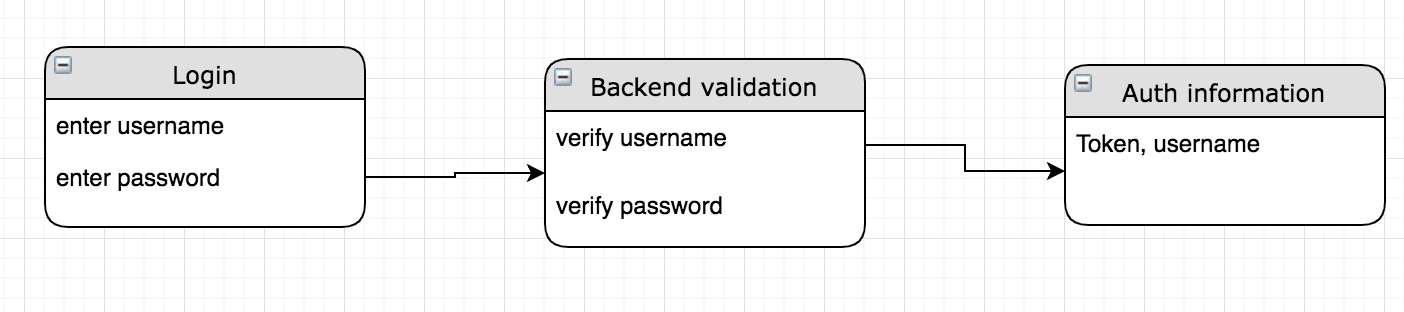 Login
enter username
enter password
Backend validation
verify username
verify password
Auth information
Token, username